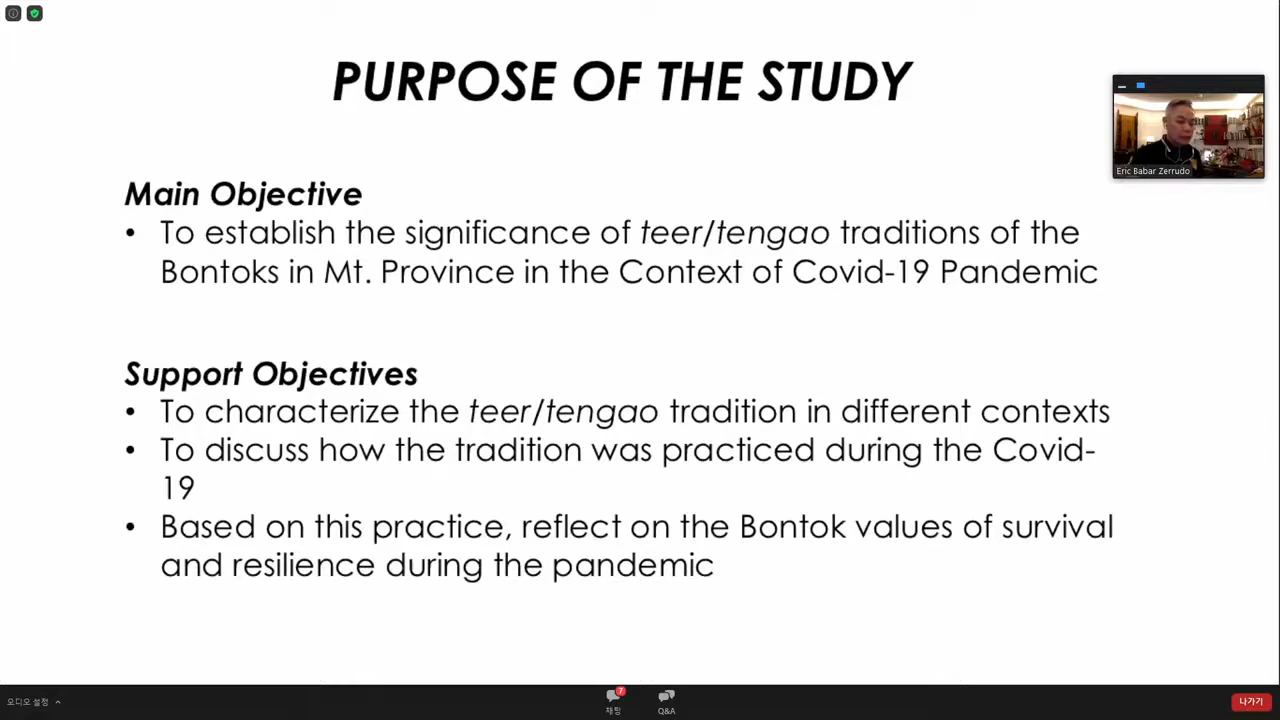 PURPOSE OF THE STUDY
Main Objective
• To establish the significance of teer/tengao traditions of the
Bontoks in Mt. Province in the Context of Covid-19 Pandemic
Support Objectives
• To characterize the teer/tengao tradition in different contexts
• To discuss how the tradition was practiced during the Covid-
19
• Based on this practice, reflect on the Bontok values of survival
and resilience during the pandemic
Eric Babar Zerrudo
오디오 설정
7
채팅
Q&A
나가기